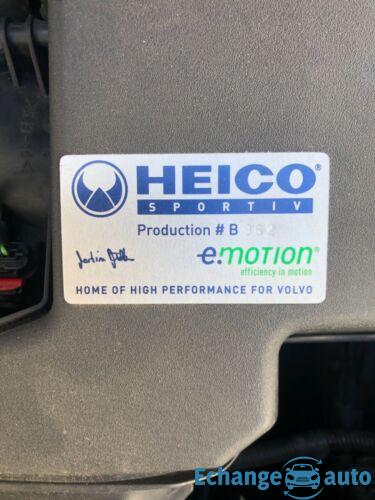 HEICO®
SPORTIV
Production # B
e.MOTION®
efficiency in motion
HOME OF HIGH PERFORMANCE FOR VOLVO
Echange auto